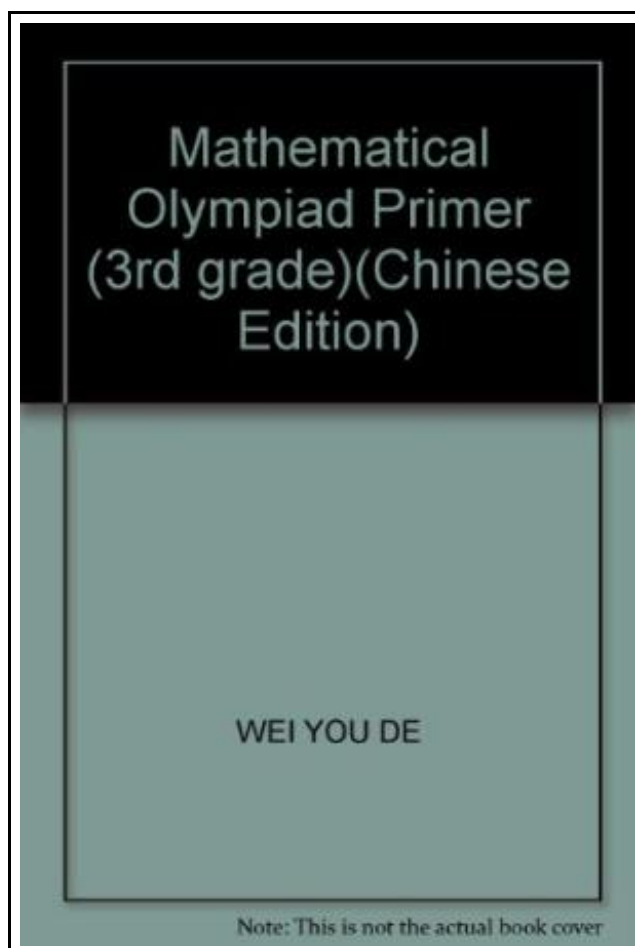 Mathematical
Olympiad Primer
(3rd grade)(Chinese
Edition)
WEI YOU DE
Note: This is not the actual book cover